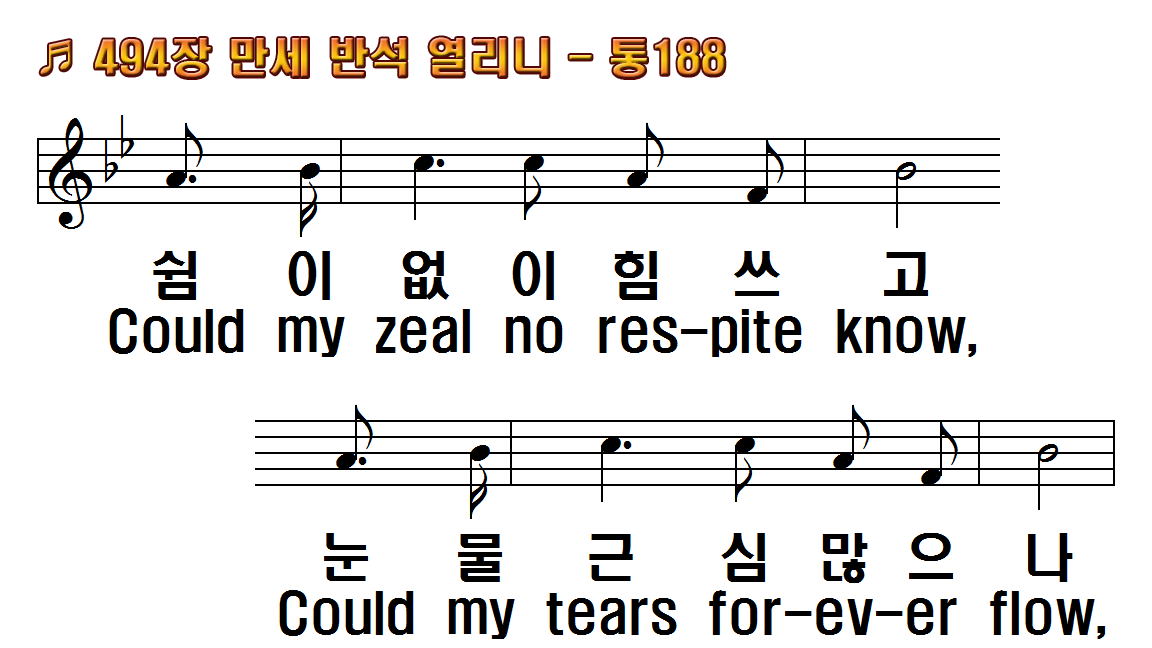 ♬ 494장 만세 반석 열리니 - 통188
쉼 이 없 이 힘 쓰 고
Could my zeal no res-pite know,
눈 물 근 심 많 으 나
Could my tears for-ev-er flow,